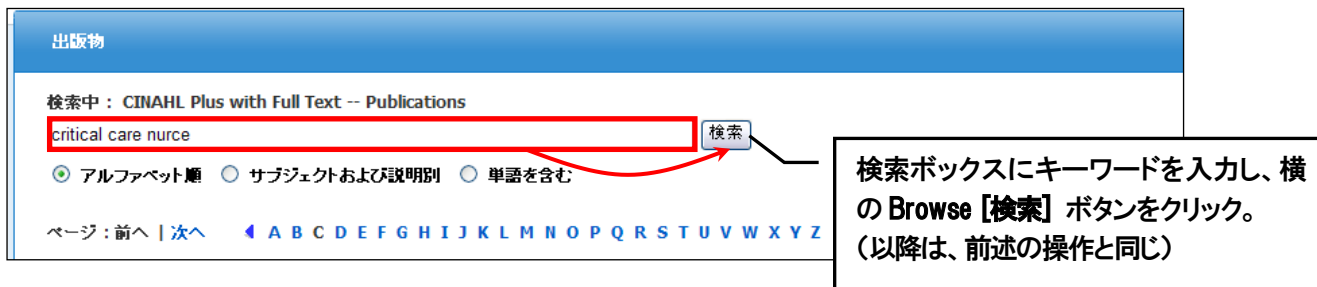 出版物
検索中： CINAHL Plus with Full Text -- Publications
critical care nurce
検索
アルファベット順 サブジェクトおよび説明別 単語を含む
ページ：前へ | 次へ A B C D E F G H I J K L M N O P Q R S T U V W X Y Z
検索ボックスにキーワードを入力し、横
の Browse [検索] ボタンをクリック。
（以降は、前述の操作と同じ）